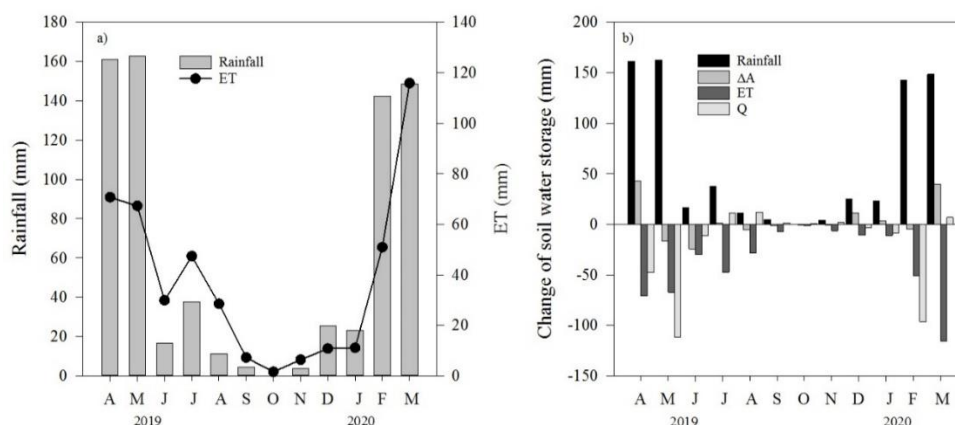 a)
Rainfall
ET
Rainfall (mm)
180
160
140
120
100
80
60
40
20
0
ET (mm)
140
120
100
80
60
40
20
0
A M J J A S O N D J F M
2019 2020
b)
Rainfall
ΔA
ET
Q
Change of soil water storage (mm)
200
150
100
50
0
-50
-100
-150
A M J J A S O N D J F M
2019 2020